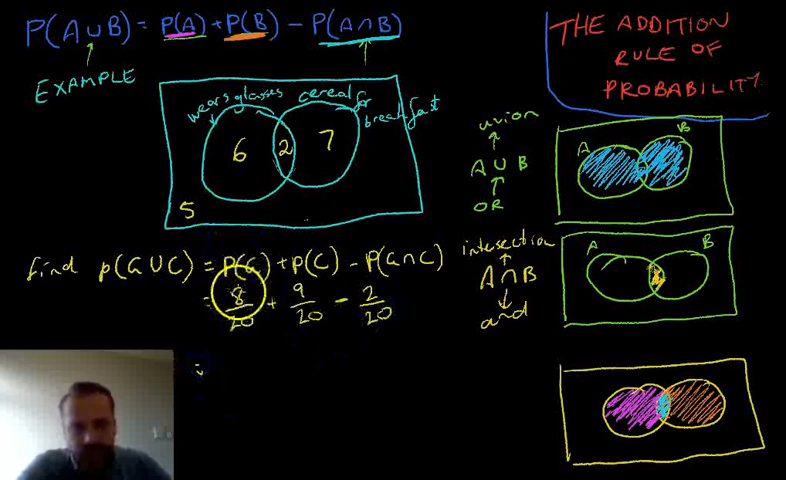 P(A∪B) = P(A) + P(B) − P(A∩B)
THE ADDITION
RULE OF
PROBABILITY
EXAMPLE
wears glasses
cereal for
breakfast
6 2 7
5
union
A∪B
OR
A B
find p(G∪C) = P(G) + P(C) − P(G∩C)
= 8/20 + 9/20 − 2/20
=
intersection
A∩B
and
A B